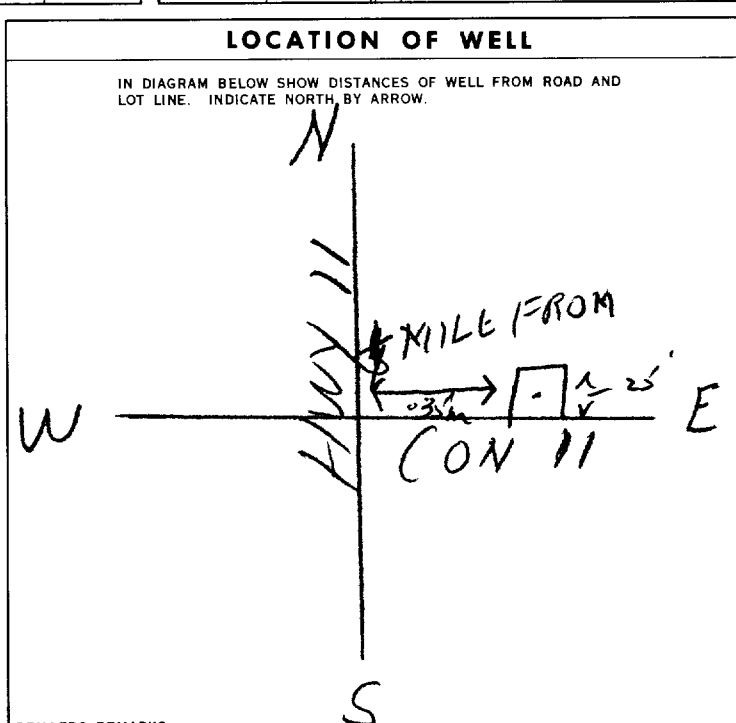 LOCATION OF WELL
IN DIAGRAM BELOW SHOW DISTANCES OF WELL FROM ROAD AND
LOT LINE. INDICATE NORTH BY ARROW.
N
HWY 11
MILE FROM
25'
W
E
CON 11
S